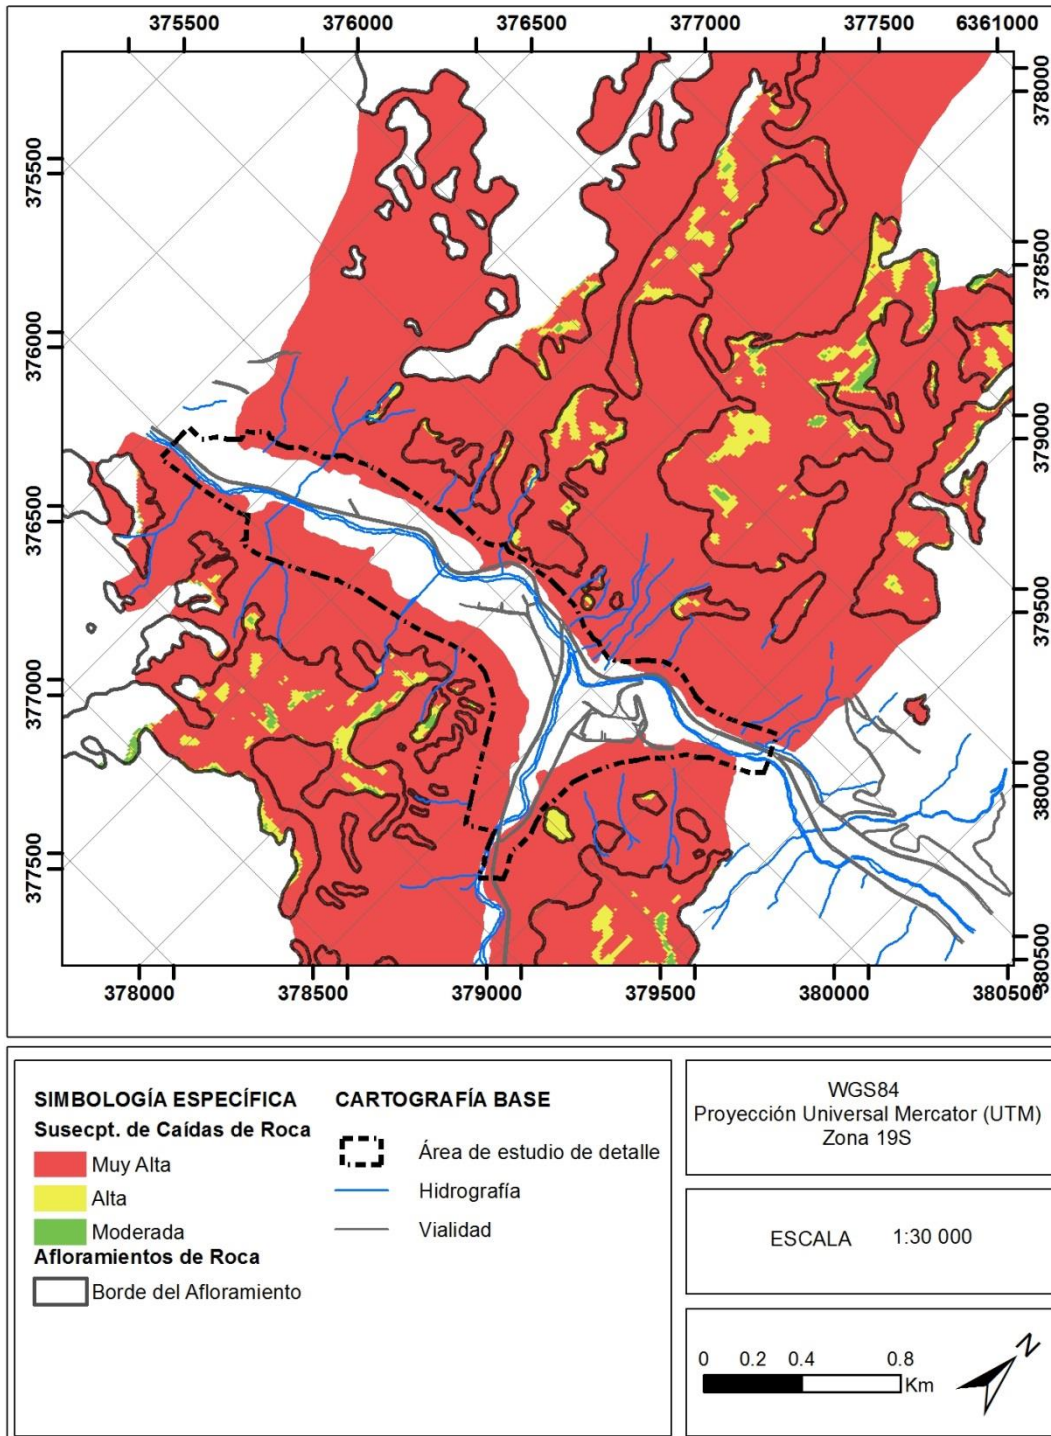 375500 376000 376500 377000 377500 6361000
378000
375500
378500
376000
379000
376500
379500
377000
380000
377500
380500
378000 378500 379000 379500 380000 380500
SIMBOLOGÍA ESPECÍFICA
Susecpt. de Caídas de Roca
Muy Alta
Alta
Moderada
Afloramientos de Roca
Borde del Afloramiento
CARTOGRAFÍA BASE
Área de estudio de detalle
Hidrografía
Vialidad
WGS84
Proyección Universal Mercator (UTM)
Zona 19S
ESCALA 1:30 000
0 0.2 0.4 0.8
Km
N